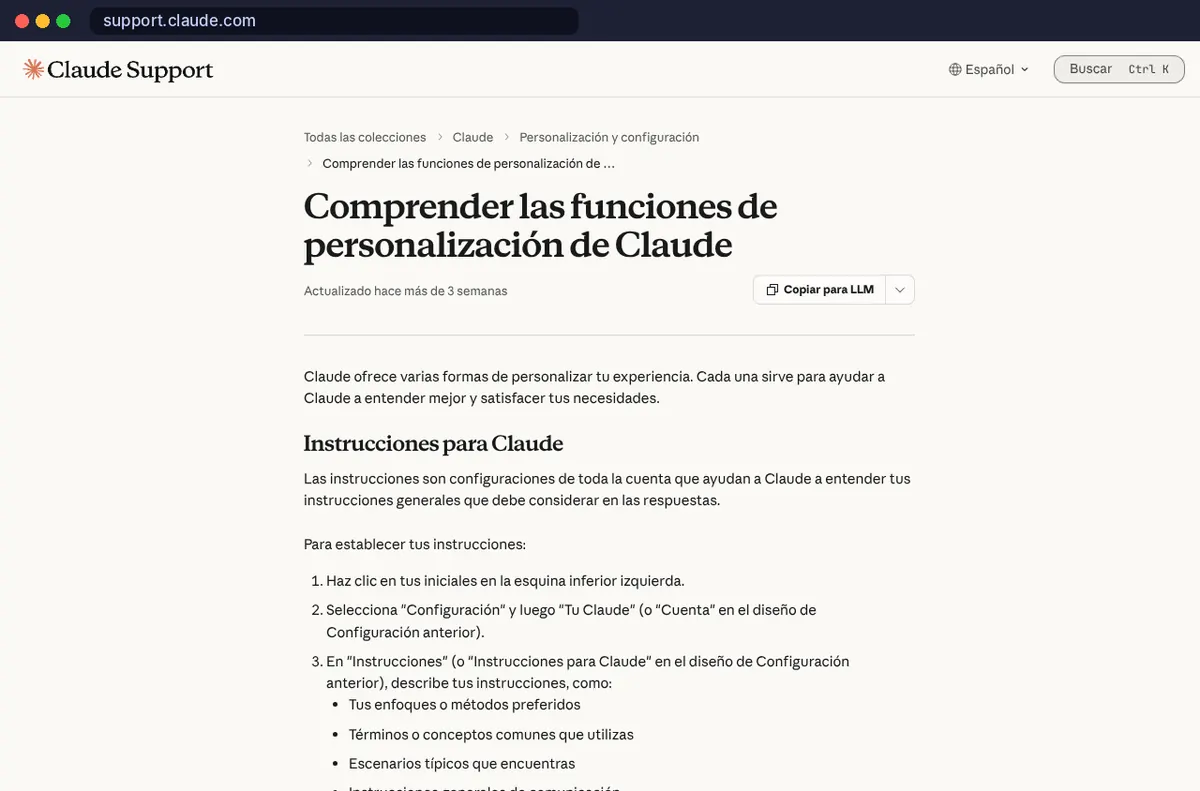 support.claude.com
Claude Support
Español
Buscar Ctrl K
Todas las colecciones > Claude > Personalización y configuración
> Comprender las funciones de personalización de ...
Comprender las funciones de
personalización de Claude
Actualizado hace más de 3 semanas
Copiar para LLM
Claude ofrece varias formas de personalizar tu experiencia. Cada una sirve para ayudar a
Claude a entender mejor y satisfacer tus necesidades.
Instrucciones para Claude
Las instrucciones son configuraciones de toda la cuenta que ayudan a Claude a entender tus
instrucciones generales que debe considerar en las respuestas.
Para establecer tus instrucciones:
1. Haz clic en tus iniciales en la esquina inferior izquierda.
2. Selecciona "Configuración" y luego "Tu Claude" (o "Cuenta" en el diseño de
Configuración anterior).
3. En "Instrucciones" (o "Instrucciones para Claude" en el diseño de Configuración
anterior), describe tus instrucciones, como:
• Tus enfoques o métodos preferidos
• Términos o conceptos comunes que utilizas
• Escenarios típicos que encuentras
• Instrucciones generales de comunicación